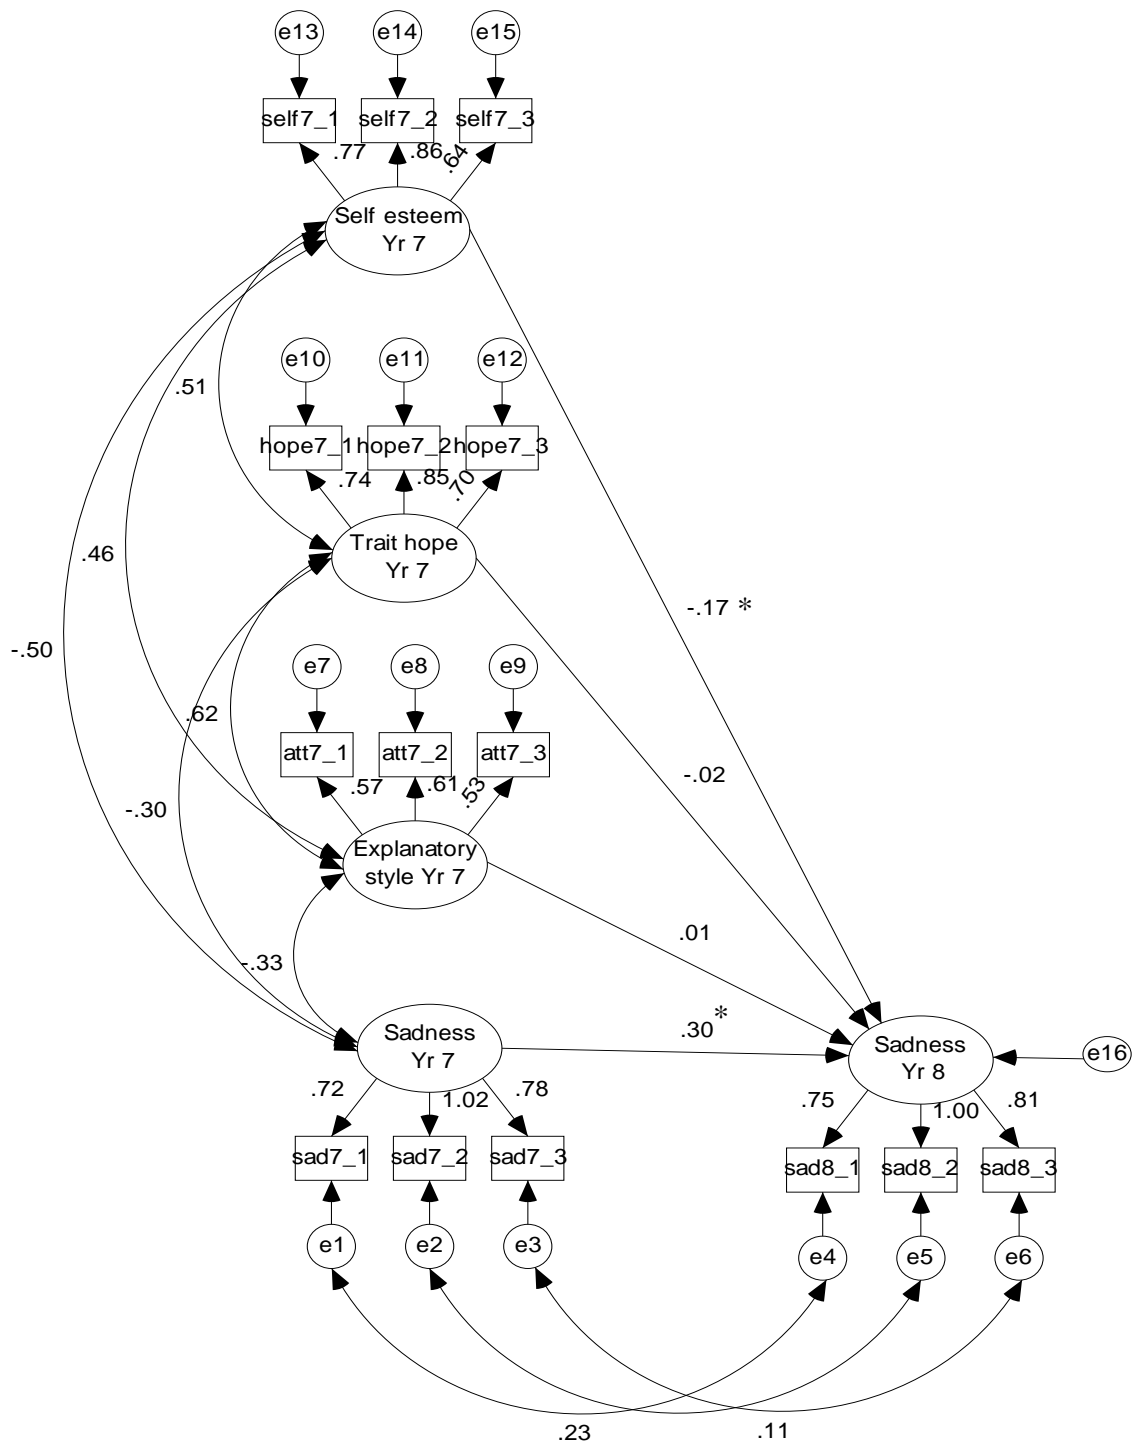 e13 e14 e15
self7_1 self7_2 self7_3
.77 .86 .64
Self esteem
Yr 7
e10 e11 e12
.51
hope7_1 hope7_2 hope7_3
.74 .85 .70
Trait hope
Yr 7
.46
-.17 *
-.50
e7 e8 e9
.62
att7_1 att7_2 att7_3
-.02
.57 .61 .53
-.30
Explanatory
style Yr 7
.01
-.33
Sadness
Yr 7
.30 *
Sadness
Yr 8
e16
.72 1.02 .78
.75 1.00 .81
sad7_1 sad7_2 sad7_3
sad8_1 sad8_2 sad8_3
e1 e2 e3
e4 e5 e6
.23 .11